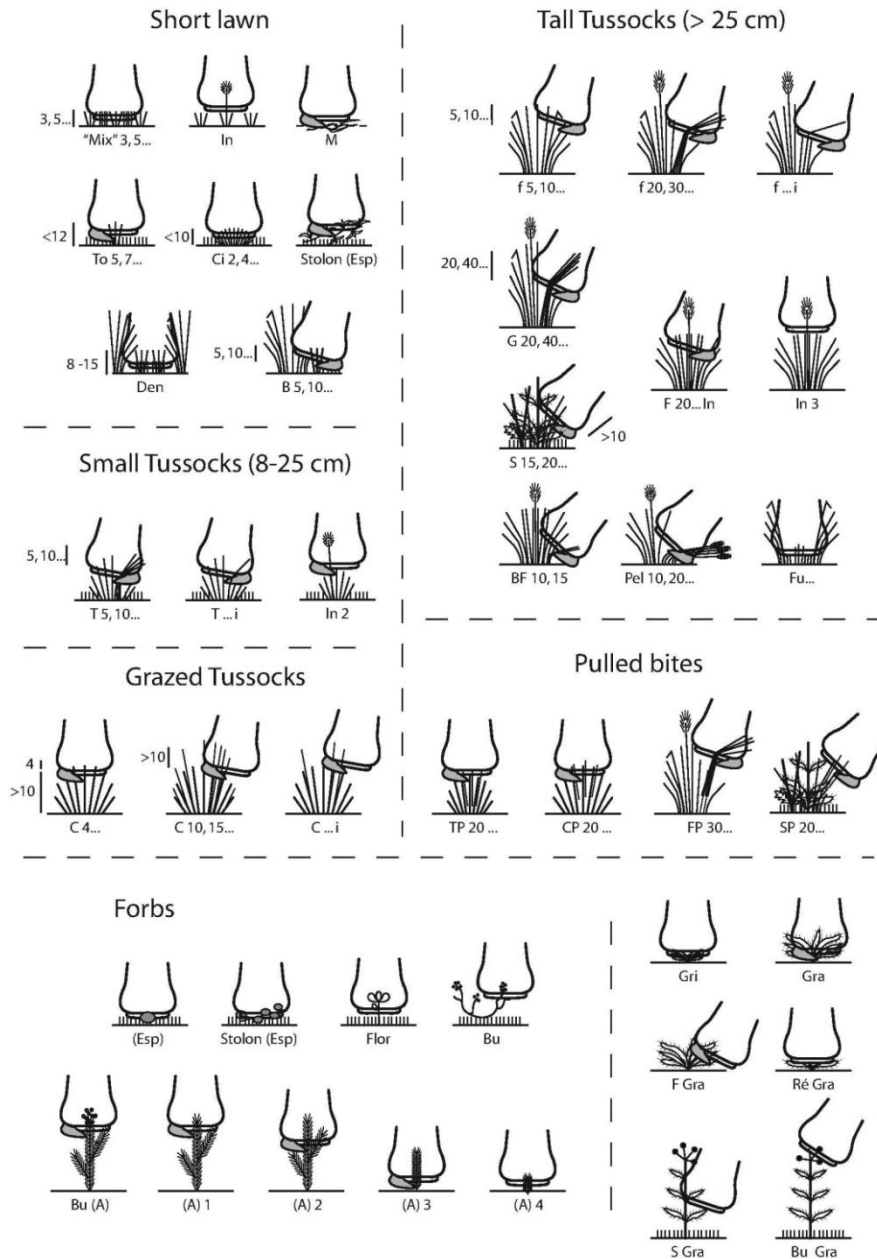 Short lawn
3, 5...
"Mix" 3, 5...
In
M
<12
To 5, 7...
<10
Ci 2, 4...
Stolon (Esp)
8 -15
Den
5, 10...
B 5, 10...
Tall Tussocks (> 25 cm)
5, 10...
f 5, 10...
f 20, 30...
f ... i
20, 40...
G 20, 40...
F 20... In
In 3
>10
S 15, 20...
BF 10, 15
Pel 10, 20...
Fu...
Small Tussocks (8-25 cm)
5, 10...
T 5, 10...
T ... i
In 2
Grazed Tussocks
4
>10
C 4...
>10
C 10, 15...
C ... i
Pulled bites
TP 20 ...
CP 20 ...
FP 30...
SP 20...
Forbs
(Esp)
Stolon (Esp)
Flor
Bu
Bu (A)
(A) 1
(A) 2
(A) 3
(A) 4
Gri
Gra
F Gra
Ré Gra
S Gra
Bu Gra